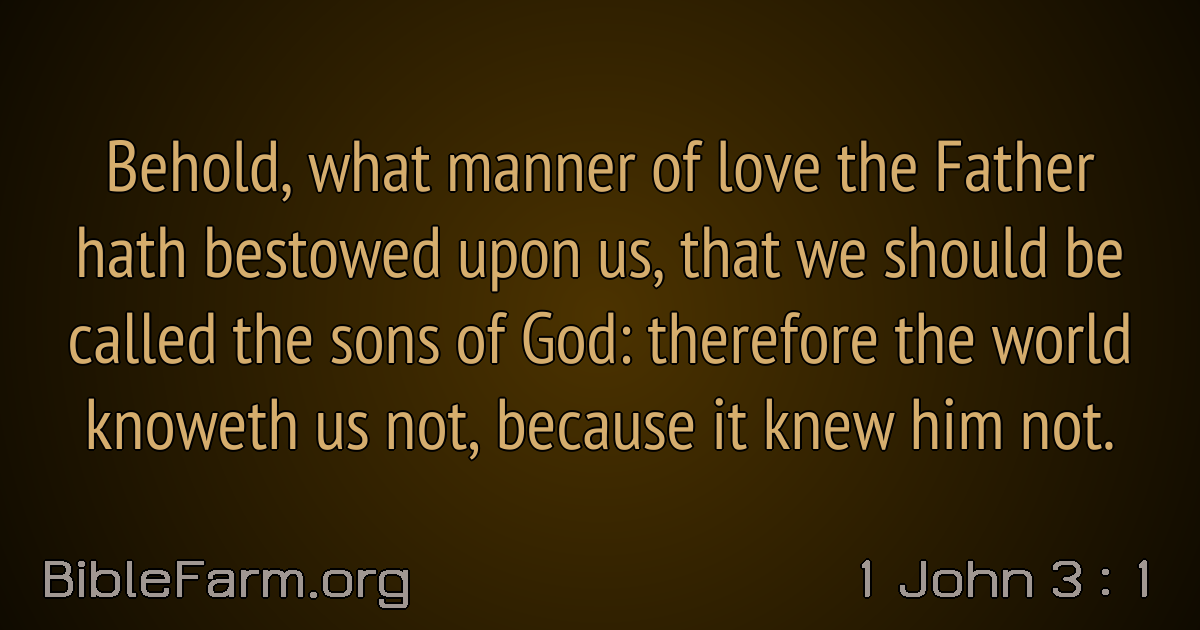 Behold, what manner of love the Father
hath bestowed upon us, that we should be
called the sons of God: therefore the world
knoweth us not, because it knew him not.
BibleFarm.org
1 John 3 : 1